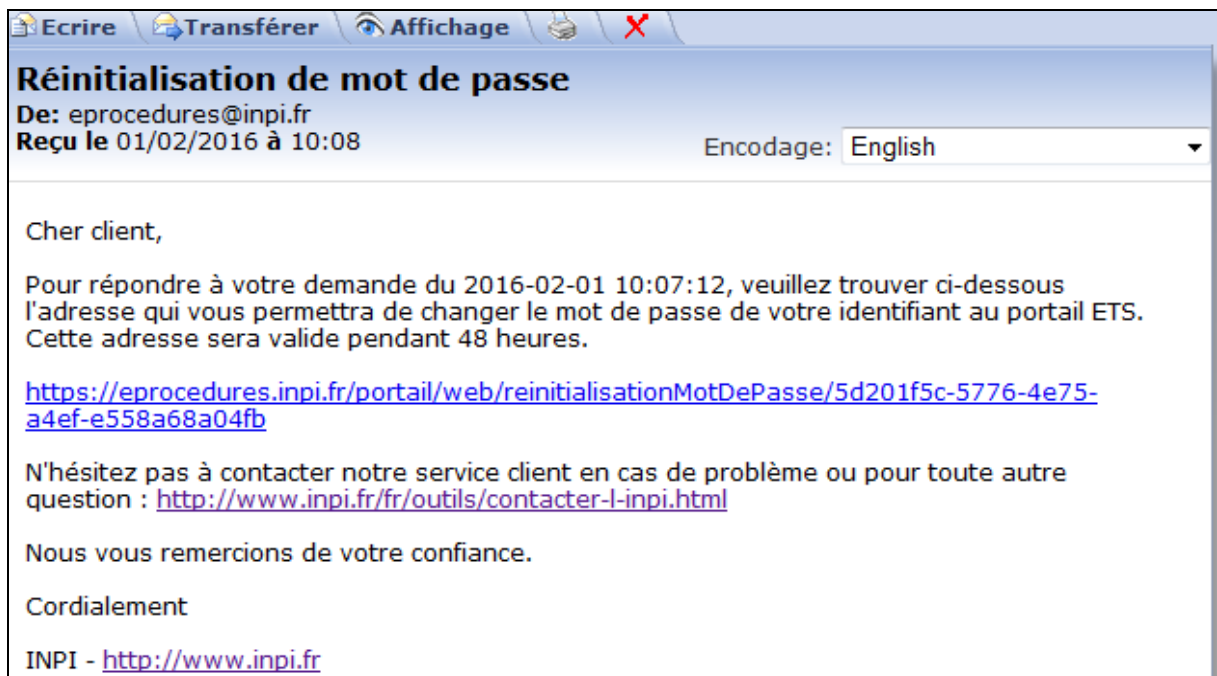 Ecrire Transférer Affichage
Réinitialisation de mot de passe
De: eprocedures@inpi.fr
Reçu le 01/02/2016 à 10:08
Encodage: English
Cher client,
Pour répondre à votre demande du 2016-02-01 10:07:12, veuillez trouver ci-dessous
l'adresse qui vous permettra de changer le mot de passe de votre identifiant au portail ETS.
Cette adresse sera valide pendant 48 heures.
https://eprocedures.inpi.fr/portail/web/reinitialisationMotDePasse/5d201f5c-5776-4e75-
a4ef-e558a68a04fb
N'hésitez pas à contacter notre service client en cas de problème ou pour toute autre
question : http://www.inpi.fr/fr/outils/contacter-l-inpi.html
Nous vous remercions de votre confiance.
Cordialement
INPI - http://www.inpi.fr